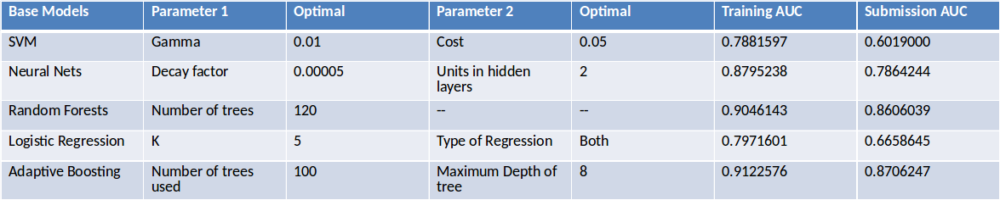 Base Models Parameter 1 Optimal Parameter 2 Optimal Training AUC Submission AUC
SVM Gamma 0.01 Cost 0.05 0.7881597 0.6019000
Neural Nets Decay factor 0.00005 Units in hidden 2 0.8795238 0.7864244
layers
Random Forests Number of trees 120 -- -- 0.9046143 0.8606039
Logistic Regression K 5 Type of Regression Both 0.7971601 0.6658645
Adaptive Boosting Number of trees 100 Maximum Depth of 8 0.9122576 0.8706247
used tree